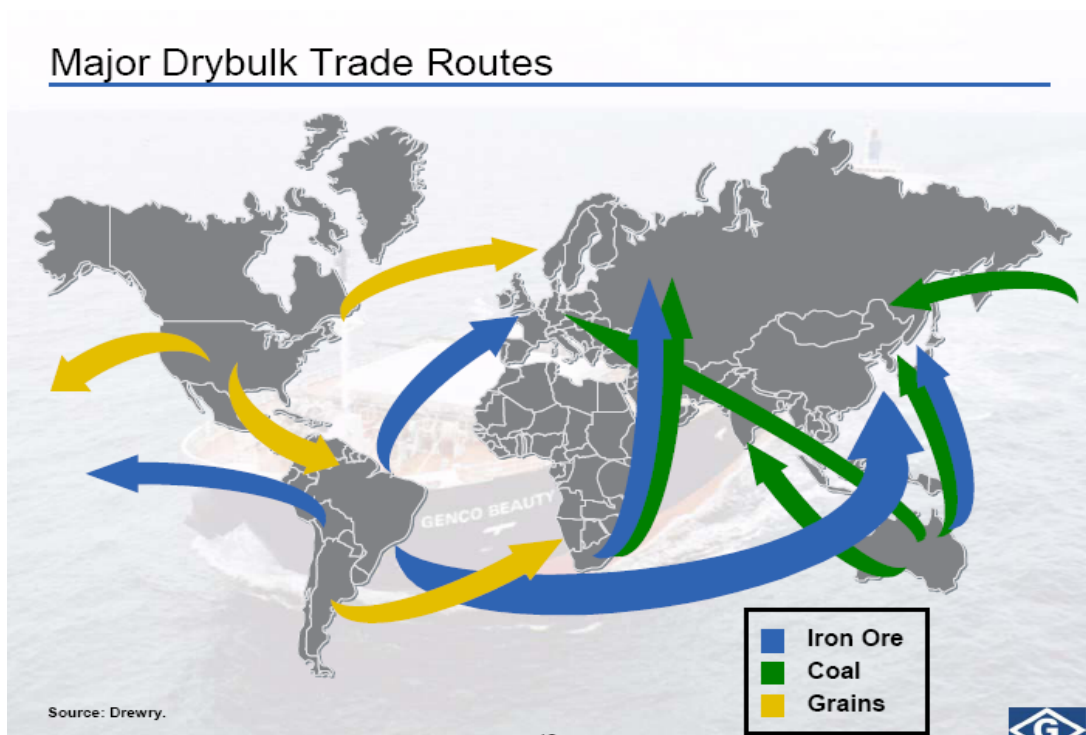 Major Drybulk Trade Routes
GENCO BEAUTY
Iron Ore
Coal
Grains
Source: Drewry.
G